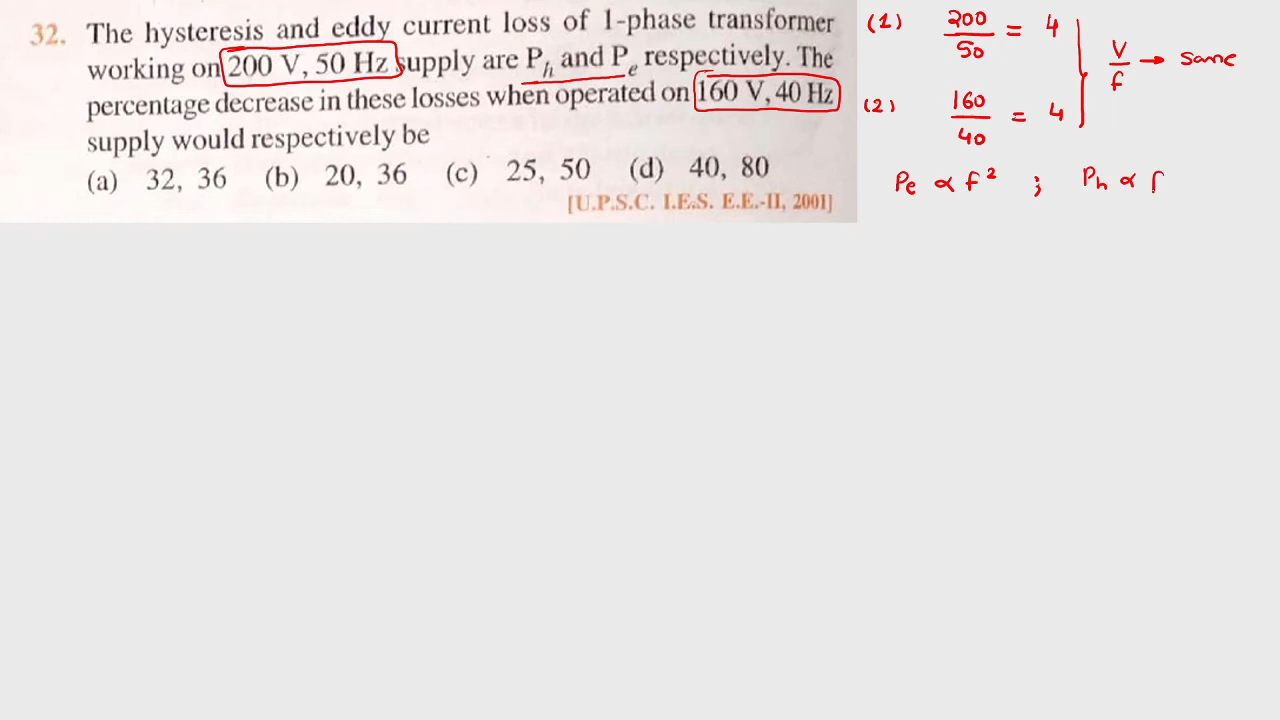 32. The hysteresis and eddy current loss of 1-phase transformer
working on 200 V, 50 Hz supply are Ph and Pe respectively. The
percentage decrease in these losses when operated on 160 V, 40 Hz
supply would respectively be
(a) 32, 36 (b) 20, 36 (c) 25, 50 (d) 40, 80
[U.P.S.C. I.E.S. E.E.-II, 2001]
(1) 200/50 = 4
(2) 160/40 = 4
V/f → same
Pe ∝ f² ; Ph ∝ f